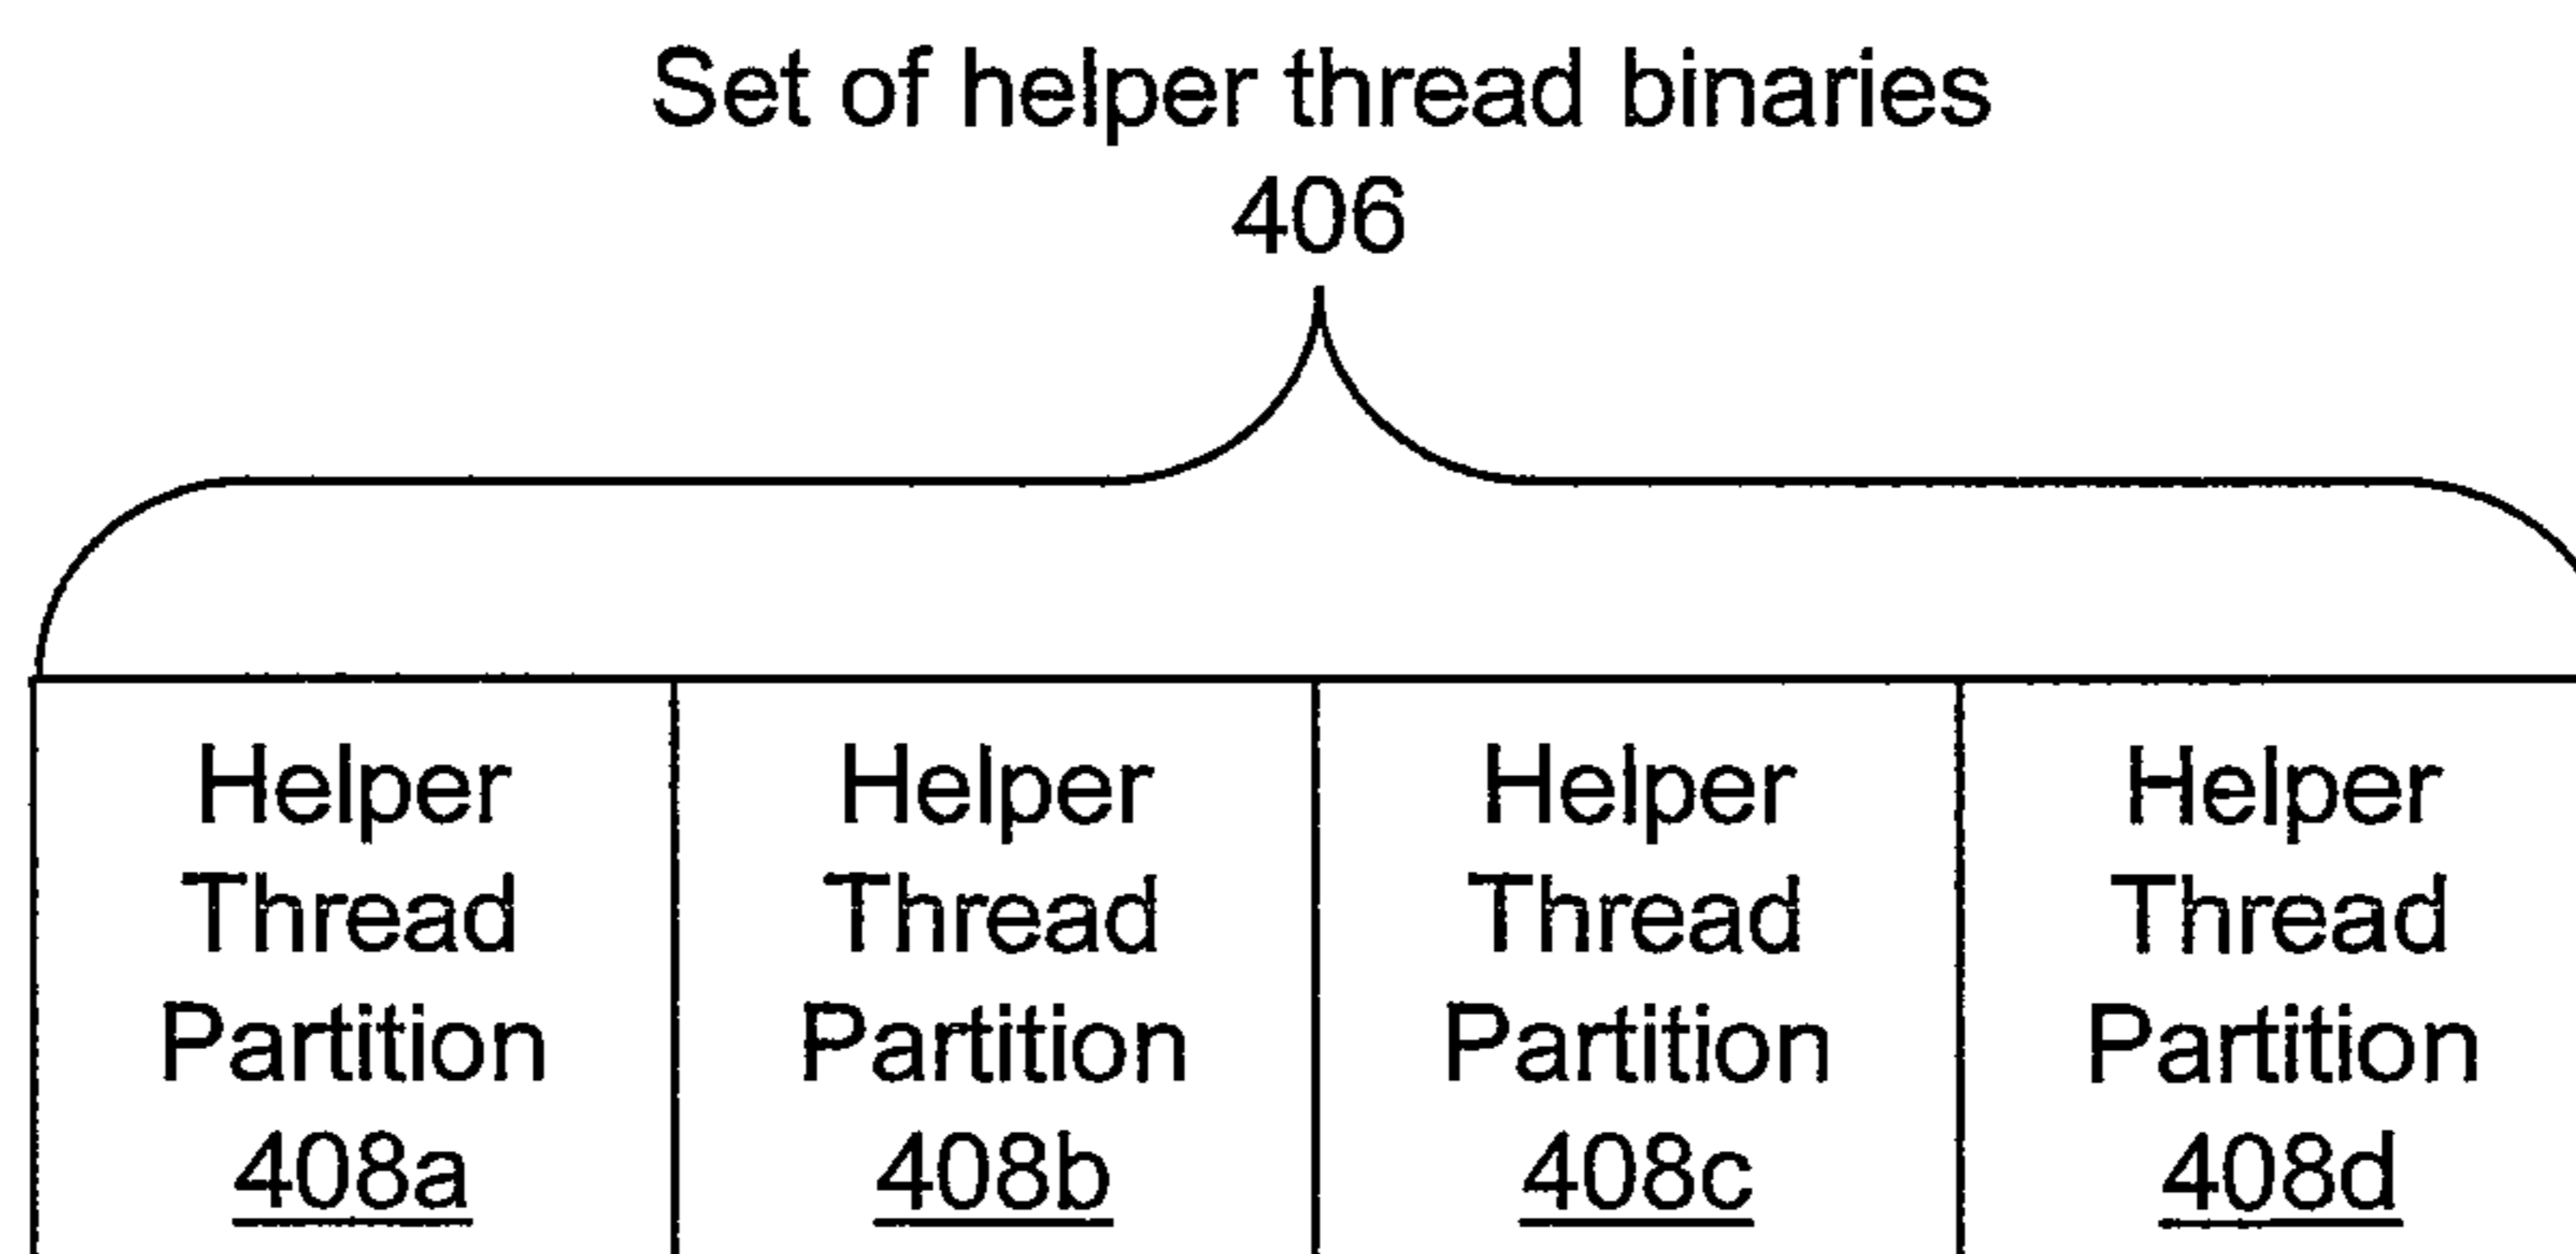 Set of helper thread binaries
406
Helper
Thread
Partition
408a
Helper
Thread
Partition
408b
Helper
Thread
Partition
408c
Helper
Thread
Partition
408d